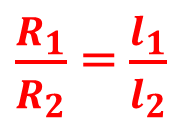 R₁/R₂ = l₁/l₂